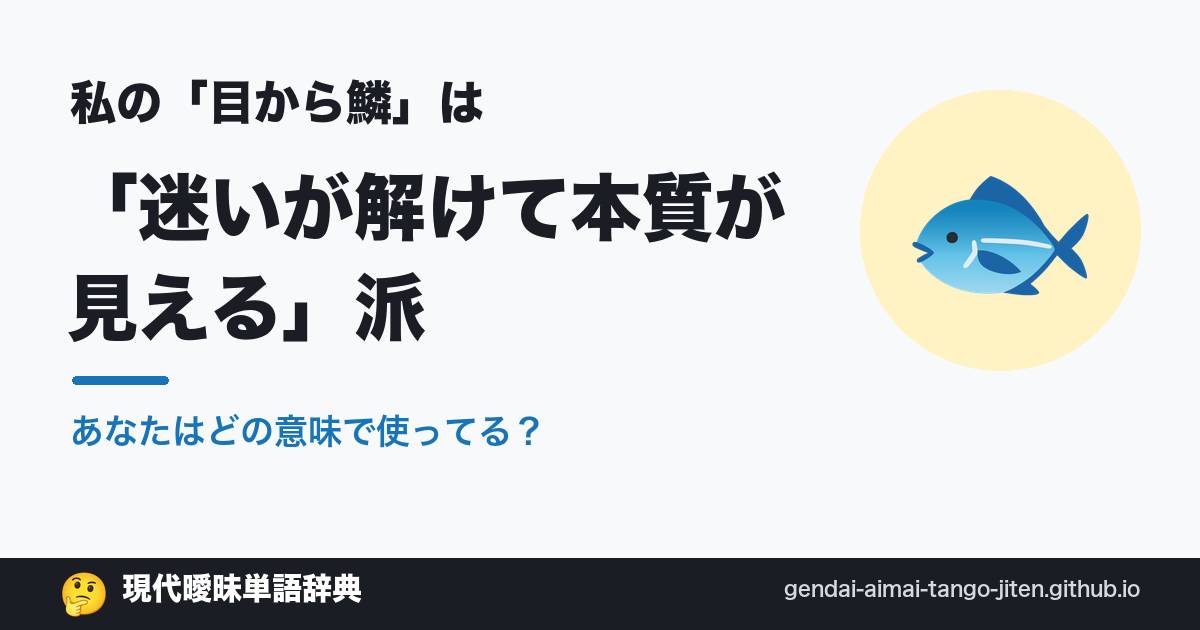 私の「目から鱗」は
「迷いが解けて本質が
見える」派
あなたはどの意味で使ってる？
現代曖昧単語辞典
gendai-aimai-tango-jiten.github.io